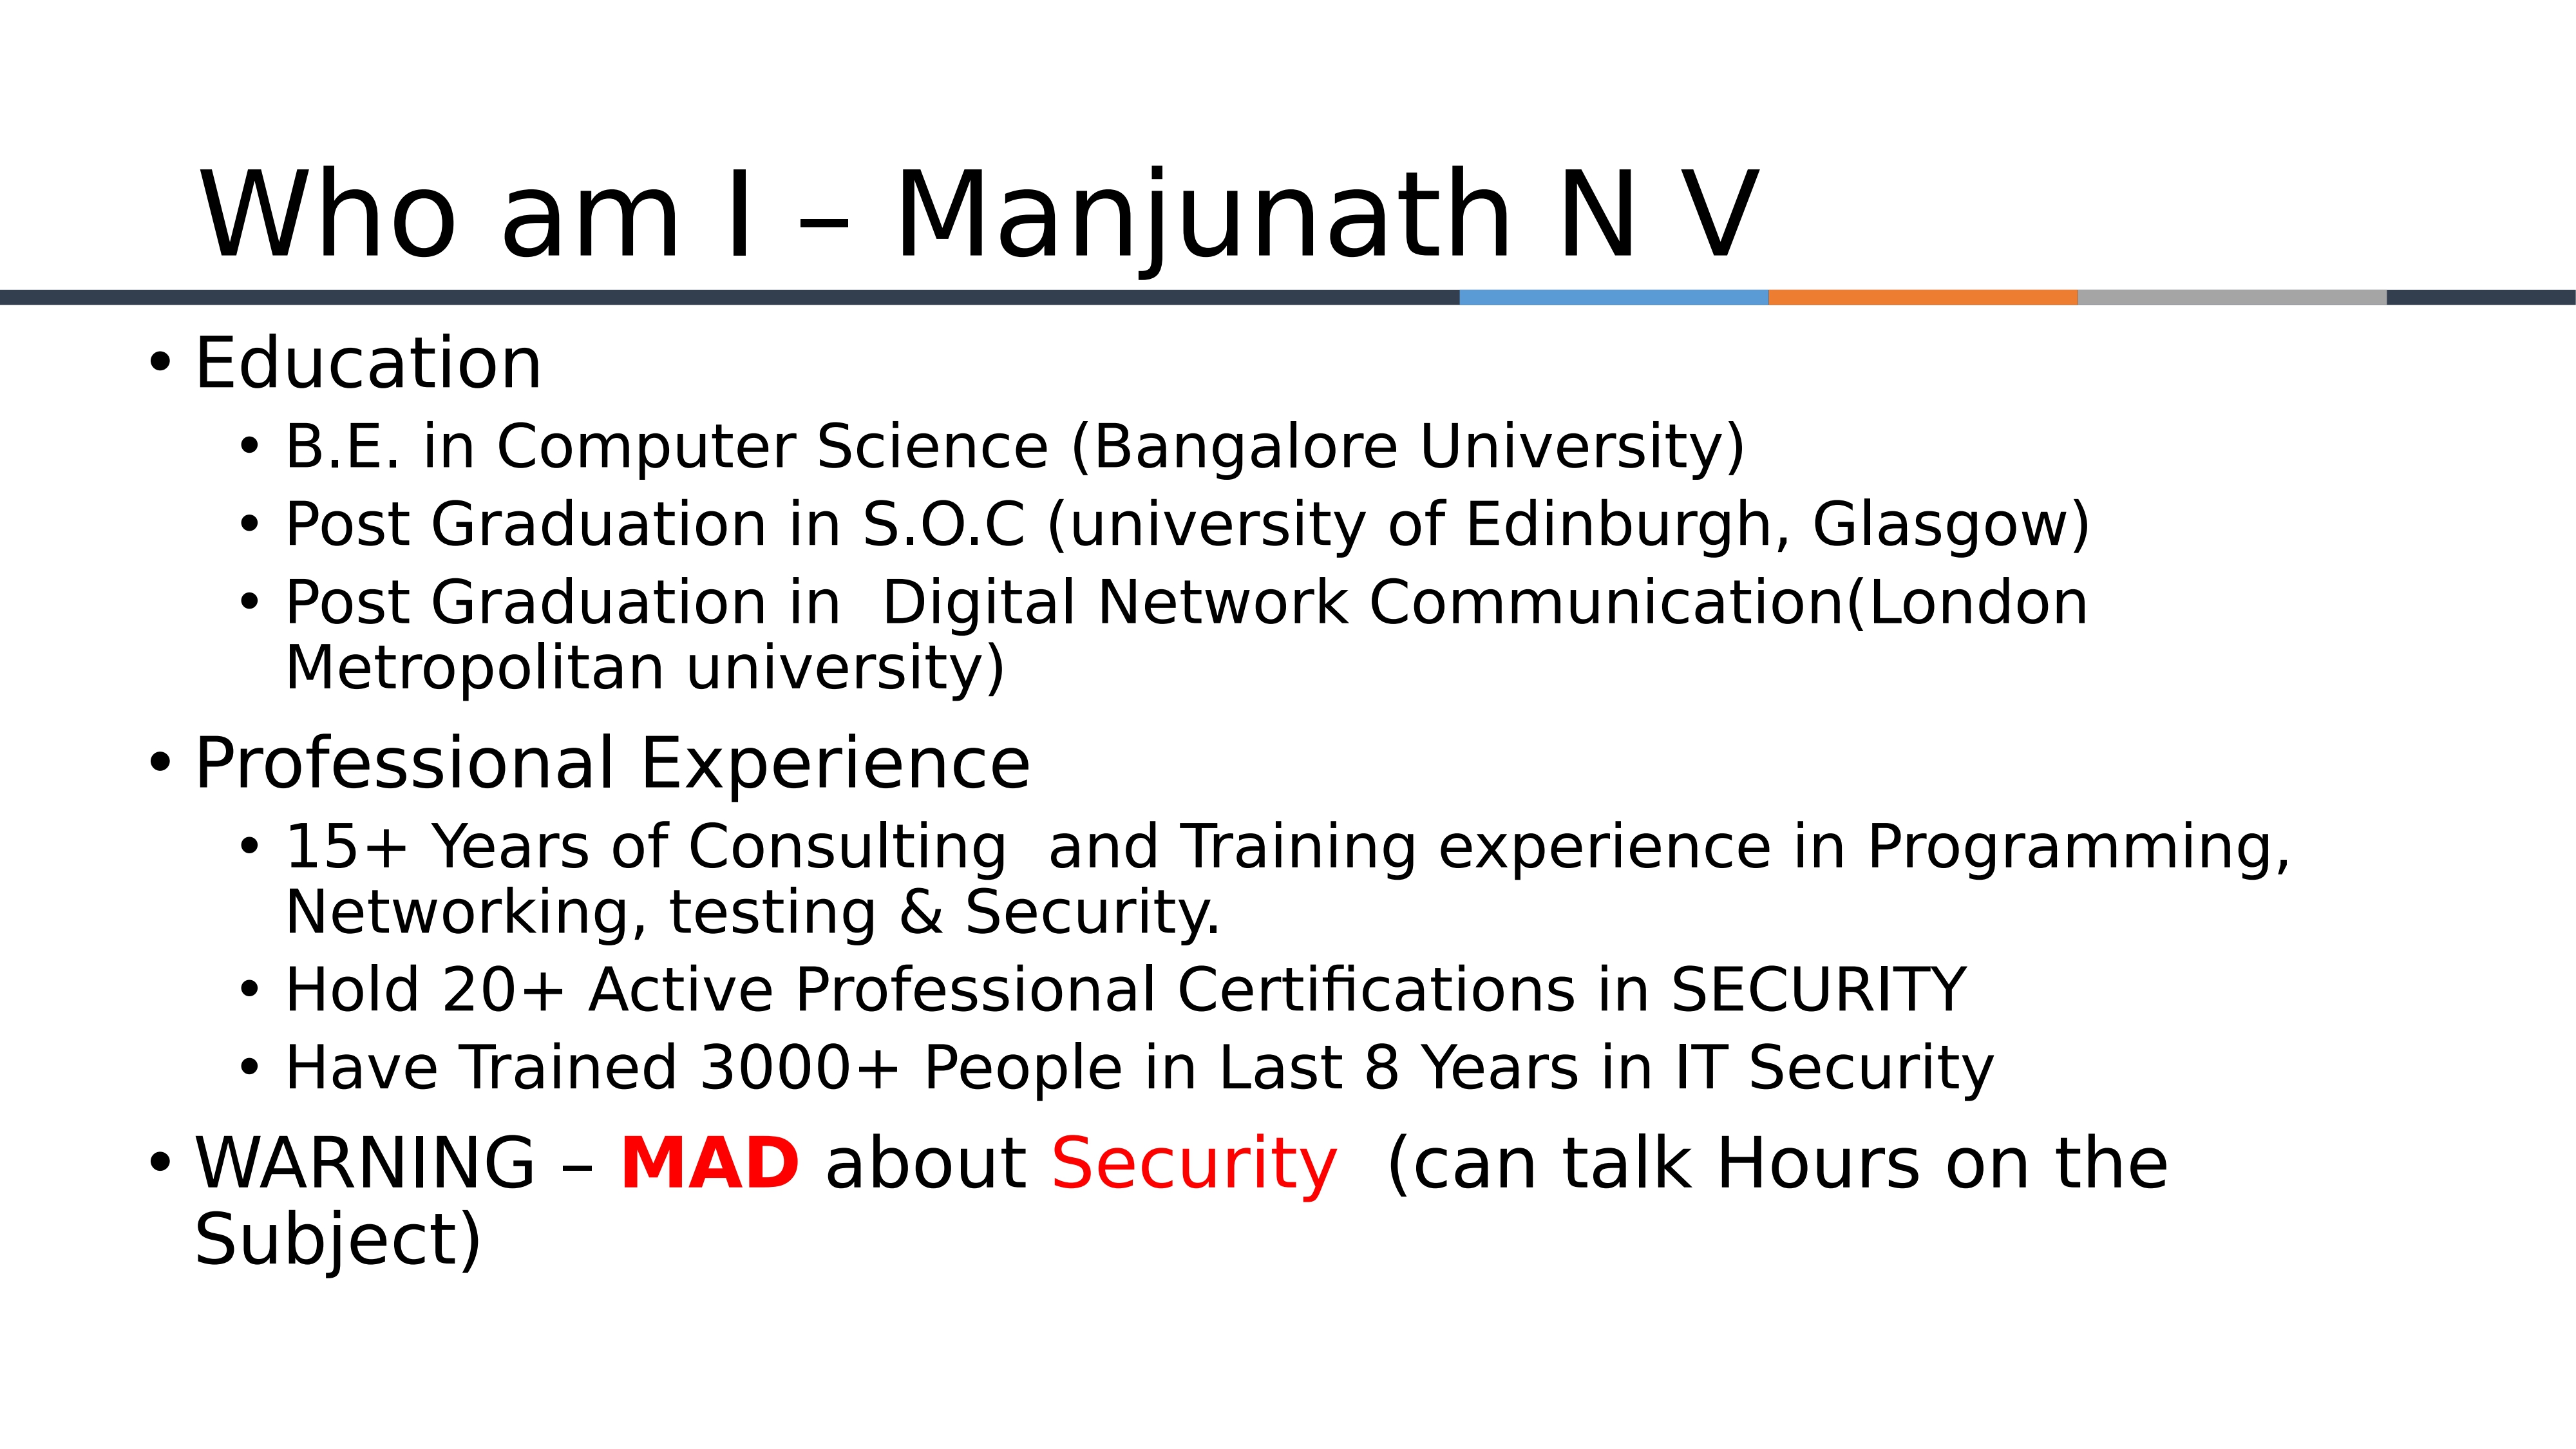 Who am I – Manjunath N V
• Education
• B.E. in Computer Science (Bangalore University)
• Post Graduation in S.O.C (university of Edinburgh, Glasgow)
• Post Graduation in  Digital Network Communication(London
Metropolitan university)
• Professional Experience
• 15+ Years of Consulting  and Training experience in Programming,
Networking, testing & Security.
• Hold 20+ Active Professional Certifications in SECURITY
• Have Trained 3000+ People in Last 8 Years in IT Security
• WARNING – MAD about Security  (can talk Hours on the
Subject)